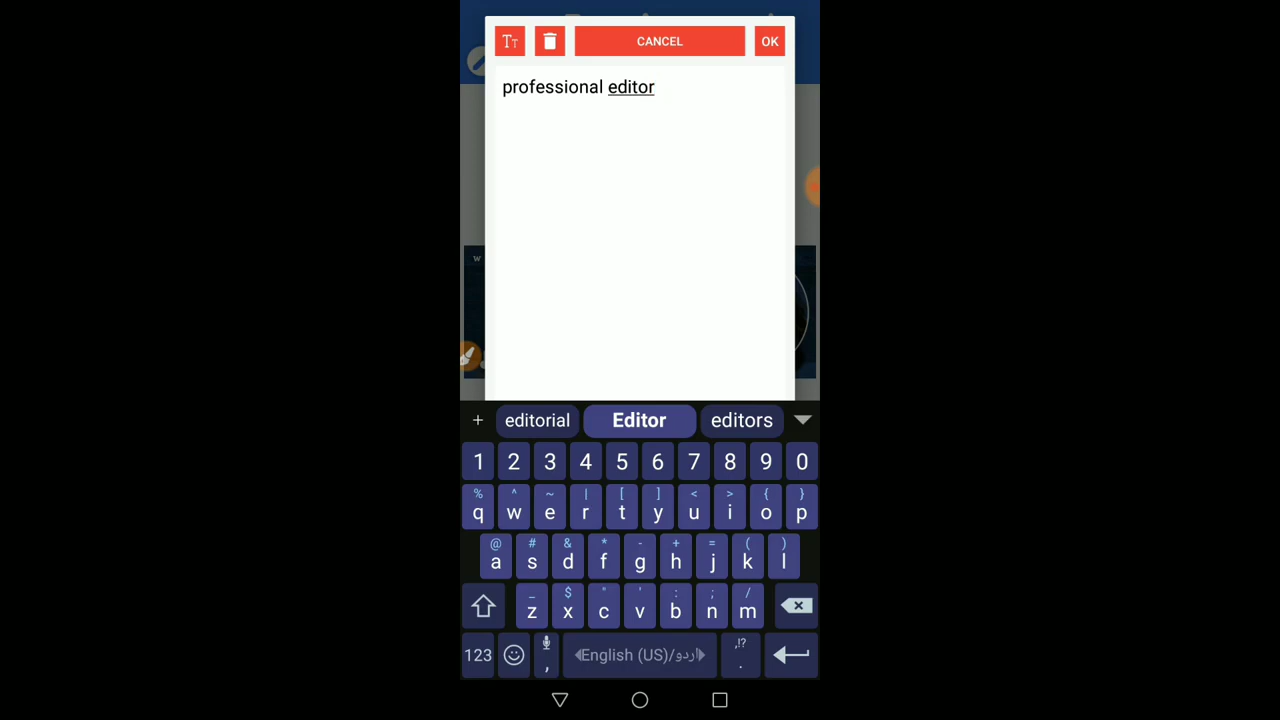 TT CANCEL OK
professional editor
w
+ editorial Editor editors
1 2 3 4 5 6 7 8 9 0
% ^ ~ | [ ] < > { }
q w e r t y u i o p
@ # & * - + = ( )
a s d f g h j k l
_ $ " ' : ; /
z x c v b n m
123 , English (US)/اردو ,!? .